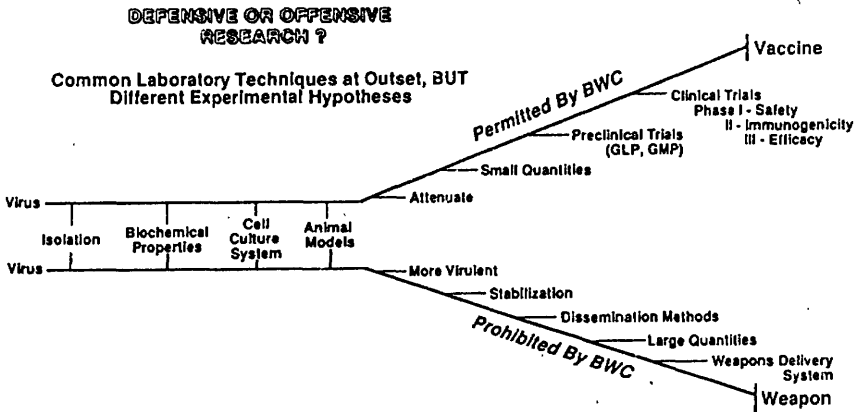 DEFENSIVE OR OFFENSIVE
RESEARCH ?
Common Laboratory Techniques at Outset, BUT
Different Experimental Hypotheses
Vaccine
Permitted By BWC
Clinical Trials
Phase I - Safety
II - Immunogenicity
III - Efficacy
Preclinical Trials
(GLP, GMP)
Small Quantities
Attenuate
Virus
Isolation
Biochemical
Properties
Cell
Culture
System
Animal
Models
Virus
More Virulent
Stabilization
Dissemination Methods
Large Quantities
Weapons Delivery
System
Prohibited By BWC
Weapon